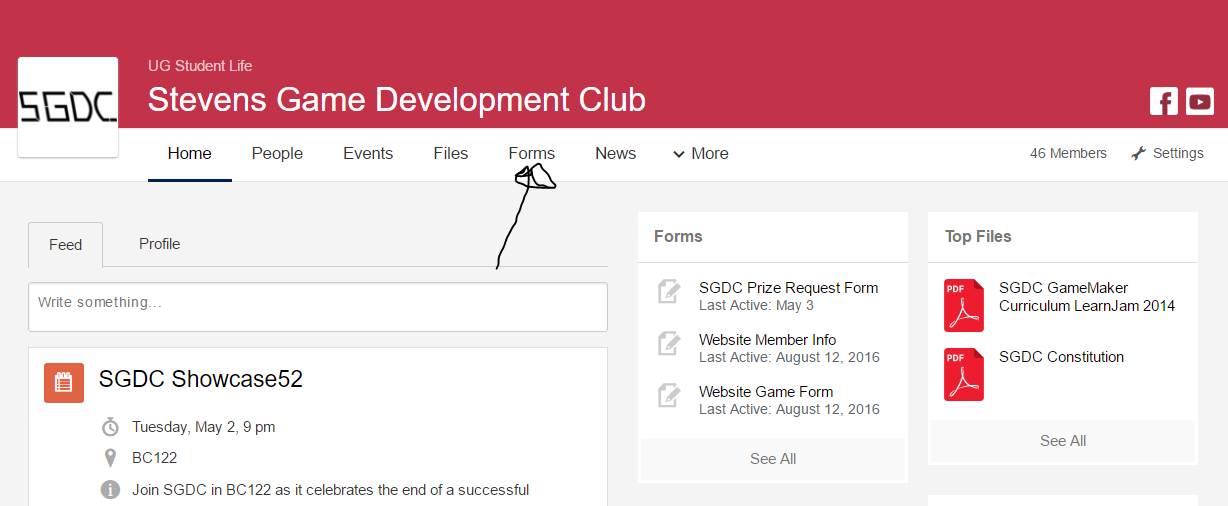 UG Student Life
SGDC
Stevens Game Development Club
Home People Events Files Forms News More 46 Members Settings
Feed Profile
Write something...
SGDC Showcase52
Tuesday, May 2, 9 pm
BC122
Join SGDC in BC122 as it celebrates the end of a successful
Forms
SGDC Prize Request Form
Last Active: May 3
Website Member Info
Last Active: August 12, 2016
Website Game Form
Last Active: August 12, 2016
See All
Top Files
PDF
SGDC GameMaker
Curriculum LearnJam 2014
PDF
SGDC Constitution
See All